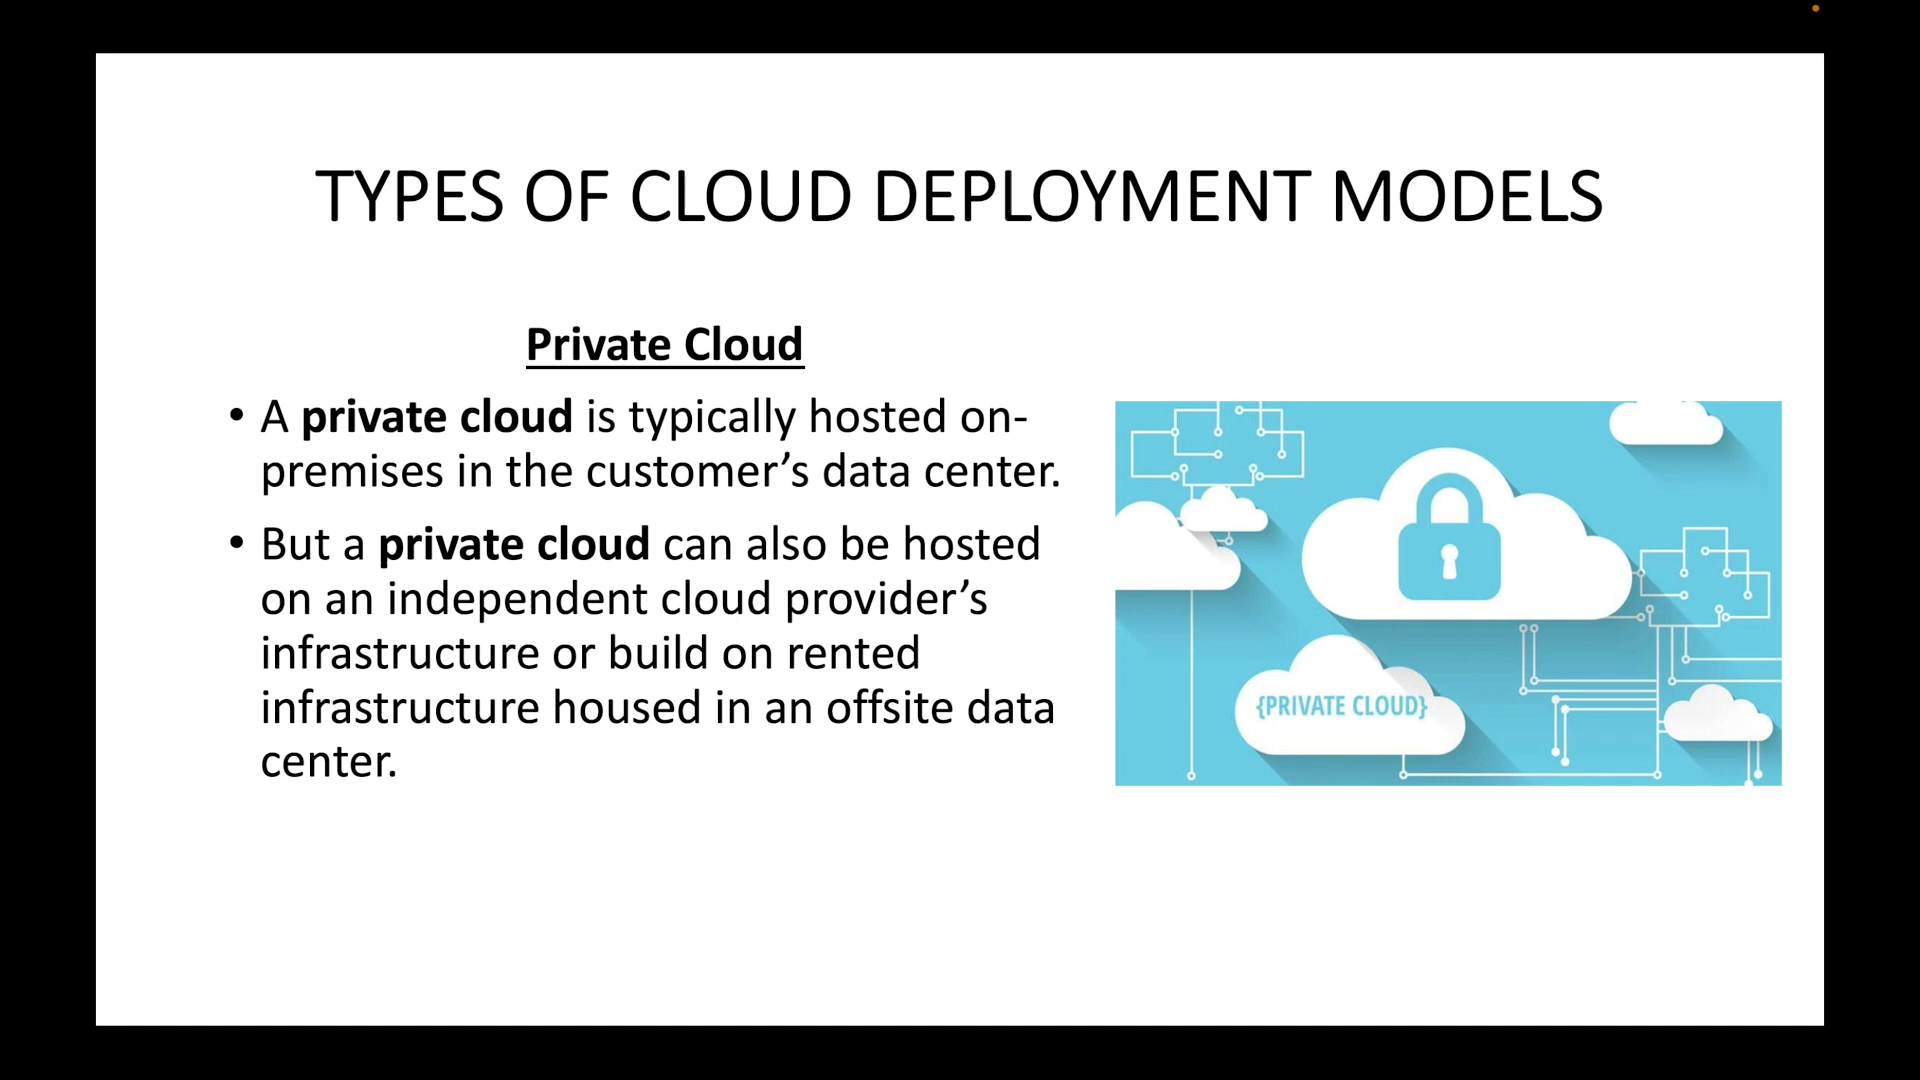 TYPES OF CLOUD DEPLOYMENT MODELS
Private Cloud
• A private cloud is typically hosted on-
premises in the customer’s data center.
• But a private cloud can also be hosted
on an independent cloud provider’s
infrastructure or build on rented
infrastructure housed in an offsite data
center.
{PRIVATE CLOUD}